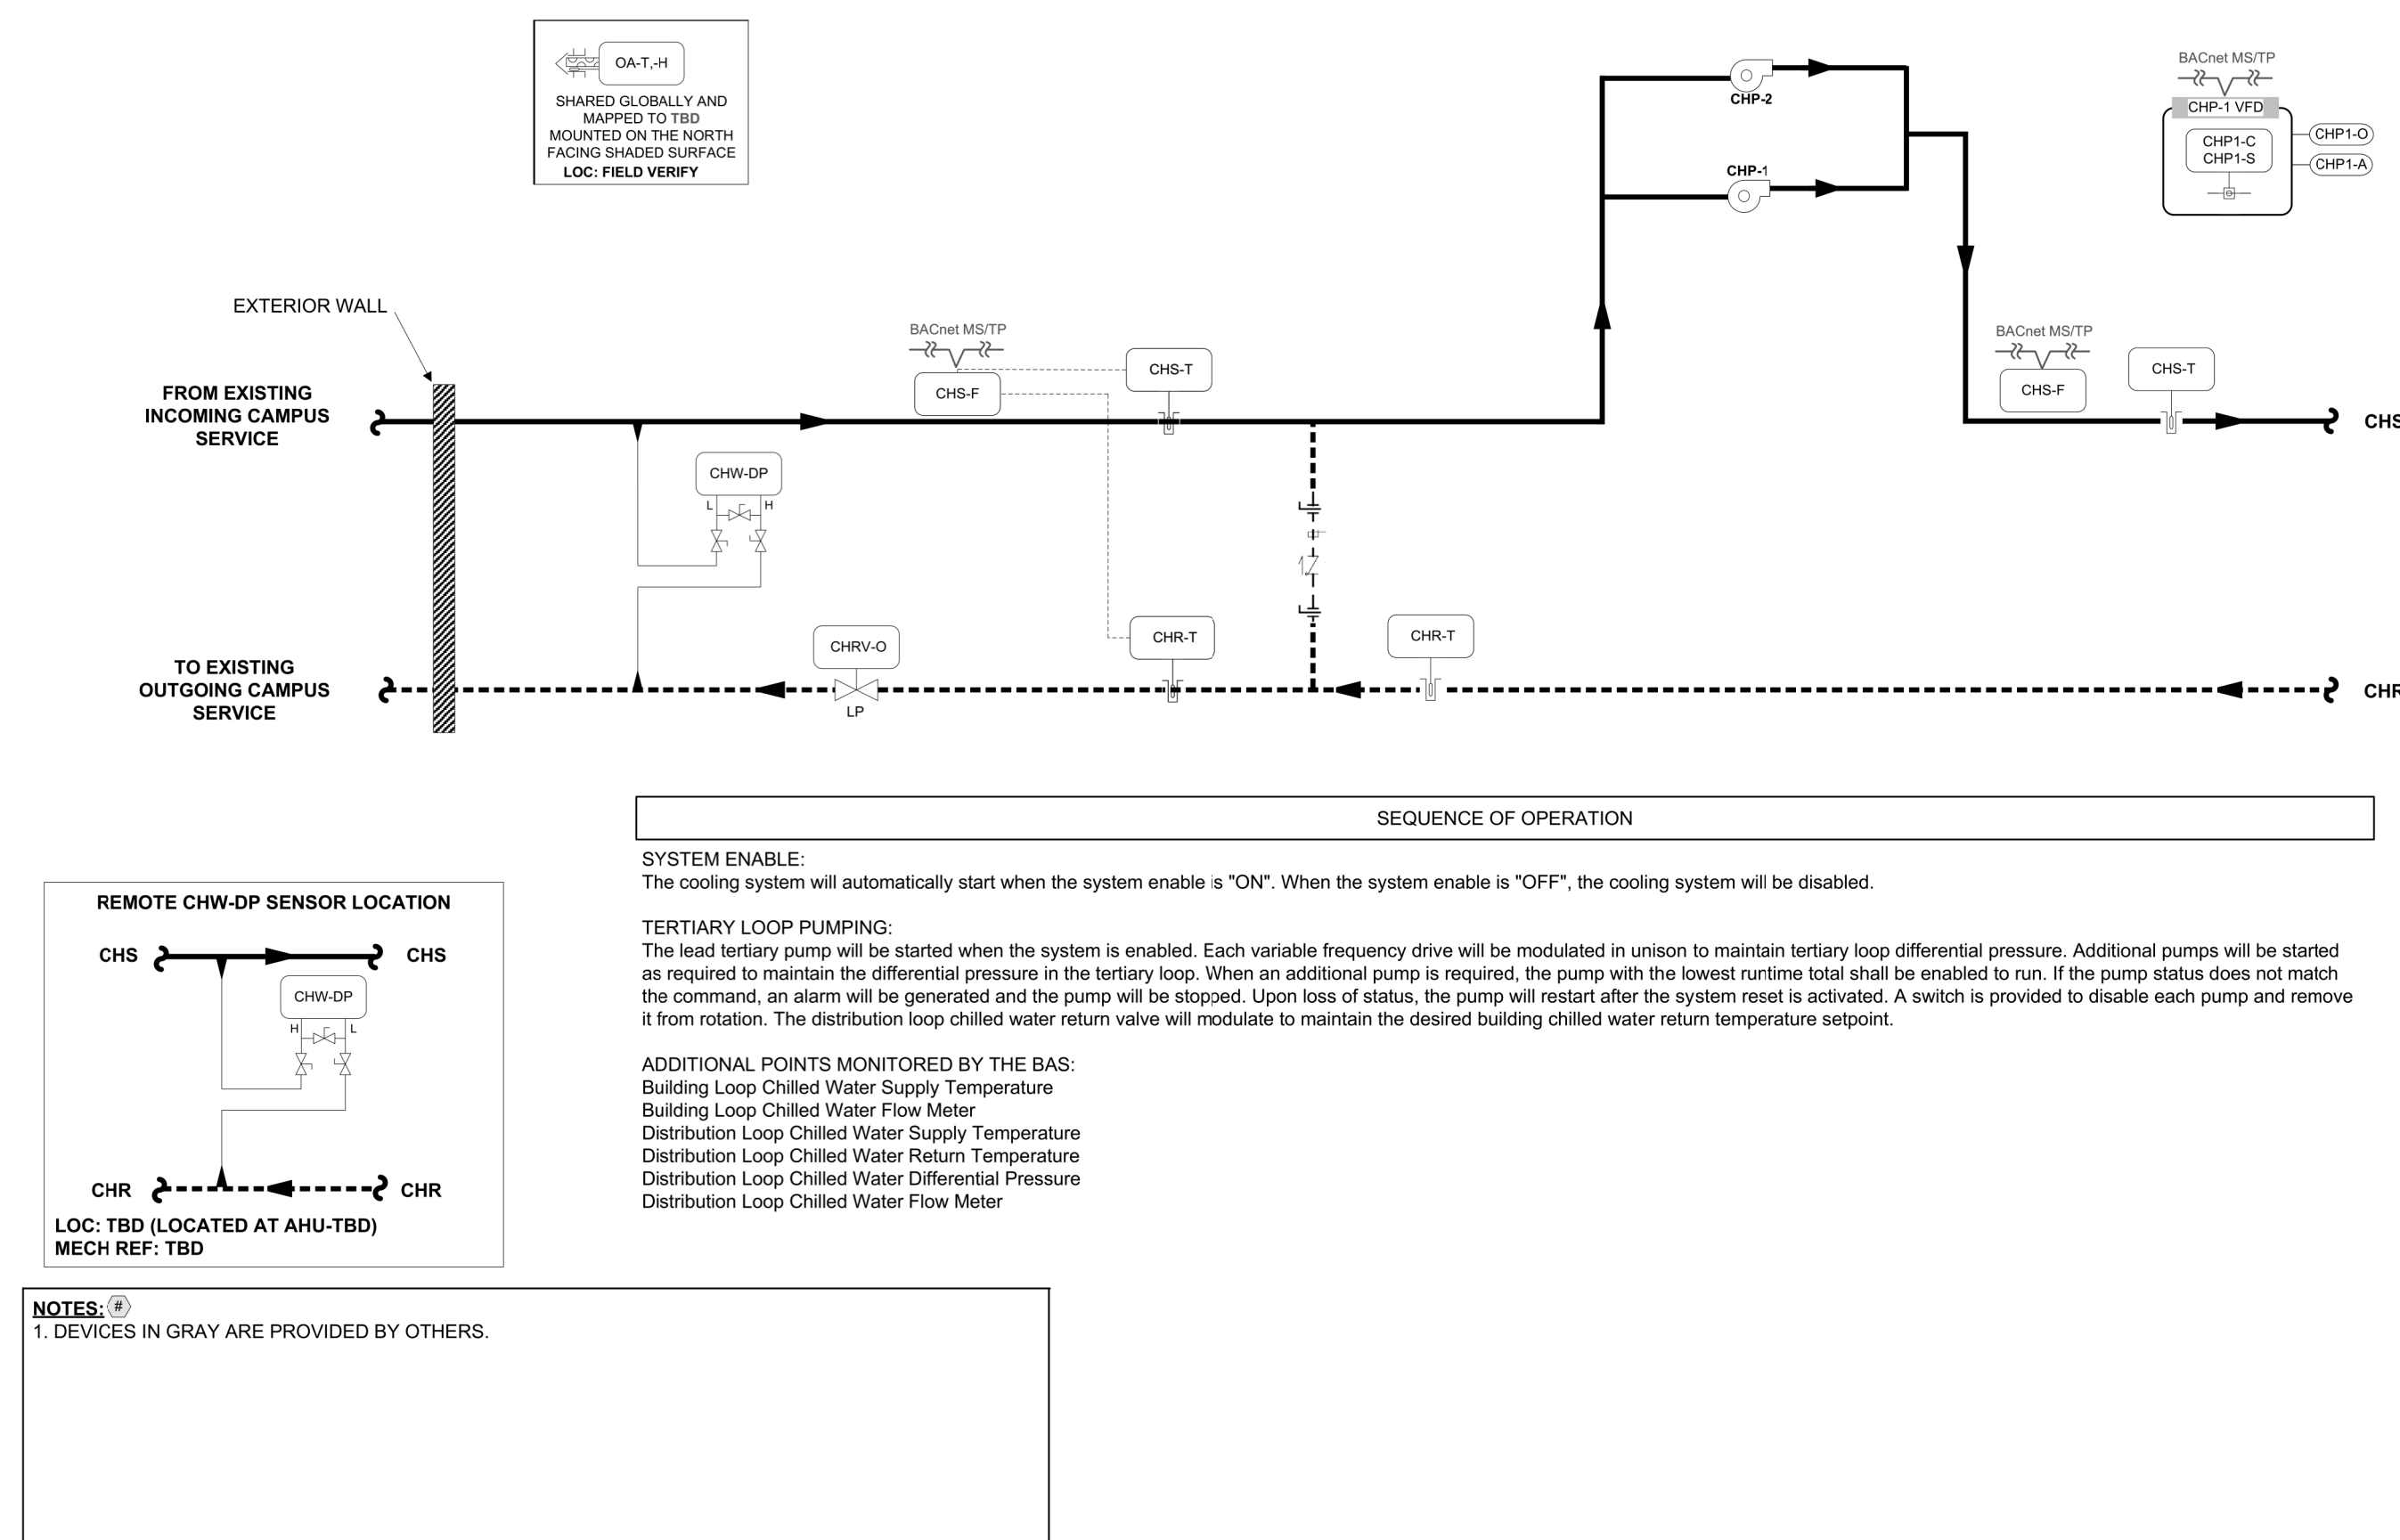 OA-T,-H
SHARED GLOBALLY AND
MAPPED TO TBD
MOUNTED ON THE NORTH
FACING SHADED SURFACE
LOC: FIELD VERIFY
CHP-2
CHP-1
BACnet MS/TP
CHP-1 VFD
CHP1-C
CHP1-S
CHP1-O
CHP1-A
EXTERIOR WALL
FROM EXISTING
INCOMING CAMPUS
SERVICE
BACnet MS/TP
CHS-F
CHS-T
BACnet MS/TP
CHS-F
CHS-T
CHS
CHW-DP
L
H
TO EXISTING
OUTGOING CAMPUS
SERVICE
CHRV-O
LP
CHR-T
CHR-T
CHR
SEQUENCE OF OPERATION
SYSTEM ENABLE:
The cooling system will automatically start when the system enable is "ON". When the system enable is "OFF", the cooling system will be disabled.
TERTIARY LOOP PUMPING:
The lead tertiary pump will be started when the system is enabled. Each variable frequency drive will be modulated in unison to maintain tertiary loop differential pressure. Additional pumps will be started
as required to maintain the differential pressure in the tertiary loop. When an additional pump is required, the pump with the lowest runtime total shall be enabled to run. If the pump status does not match
the command, an alarm will be generated and the pump will be stopped. Upon loss of status, the pump will restart after the system reset is activated. A switch is provided to disable each pump and remove
it from rotation. The distribution loop chilled water return valve will modulate to maintain the desired building chilled water return temperature setpoint.
ADDITIONAL POINTS MONITORED BY THE BAS:
Building Loop Chilled Water Supply Temperature
Building Loop Chilled Water Flow Meter
Distribution Loop Chilled Water Supply Temperature
Distribution Loop Chilled Water Return Temperature
Distribution Loop Chilled Water Differential Pressure
Distribution Loop Chilled Water Flow Meter
REMOTE CHW-DP SENSOR LOCATION
CHS
CHS
CHW-DP
H
L
CHR
CHR
LOC: TBD (LOCATED AT AHU-TBD)
MECH REF: TBD
NOTES: #
1. DEVICES IN GRAY ARE PROVIDED BY OTHERS.